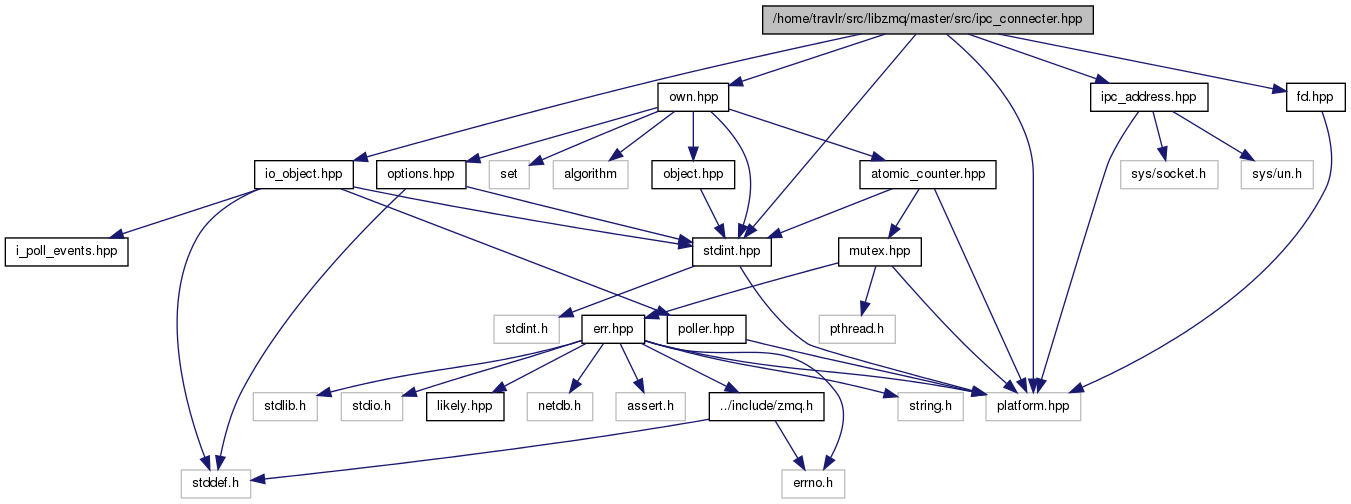 /home/travlr/src/libzmq/master/src/ipc_connecter.hpp
own.hpp
ipc_address.hpp
fd.hpp
io_object.hpp
options.hpp
set
algorithm
object.hpp
atomic_counter.hpp
sys/socket.h
sys/un.h
i_poll_events.hpp
stdint.hpp
mutex.hpp
stdint.h
err.hpp
poller.hpp
pthread.h
stdlib.h
stdio.h
likely.hpp
netdb.h
assert.h
../include/zmq.h
string.h
platform.hpp
stddef.h
errno.h